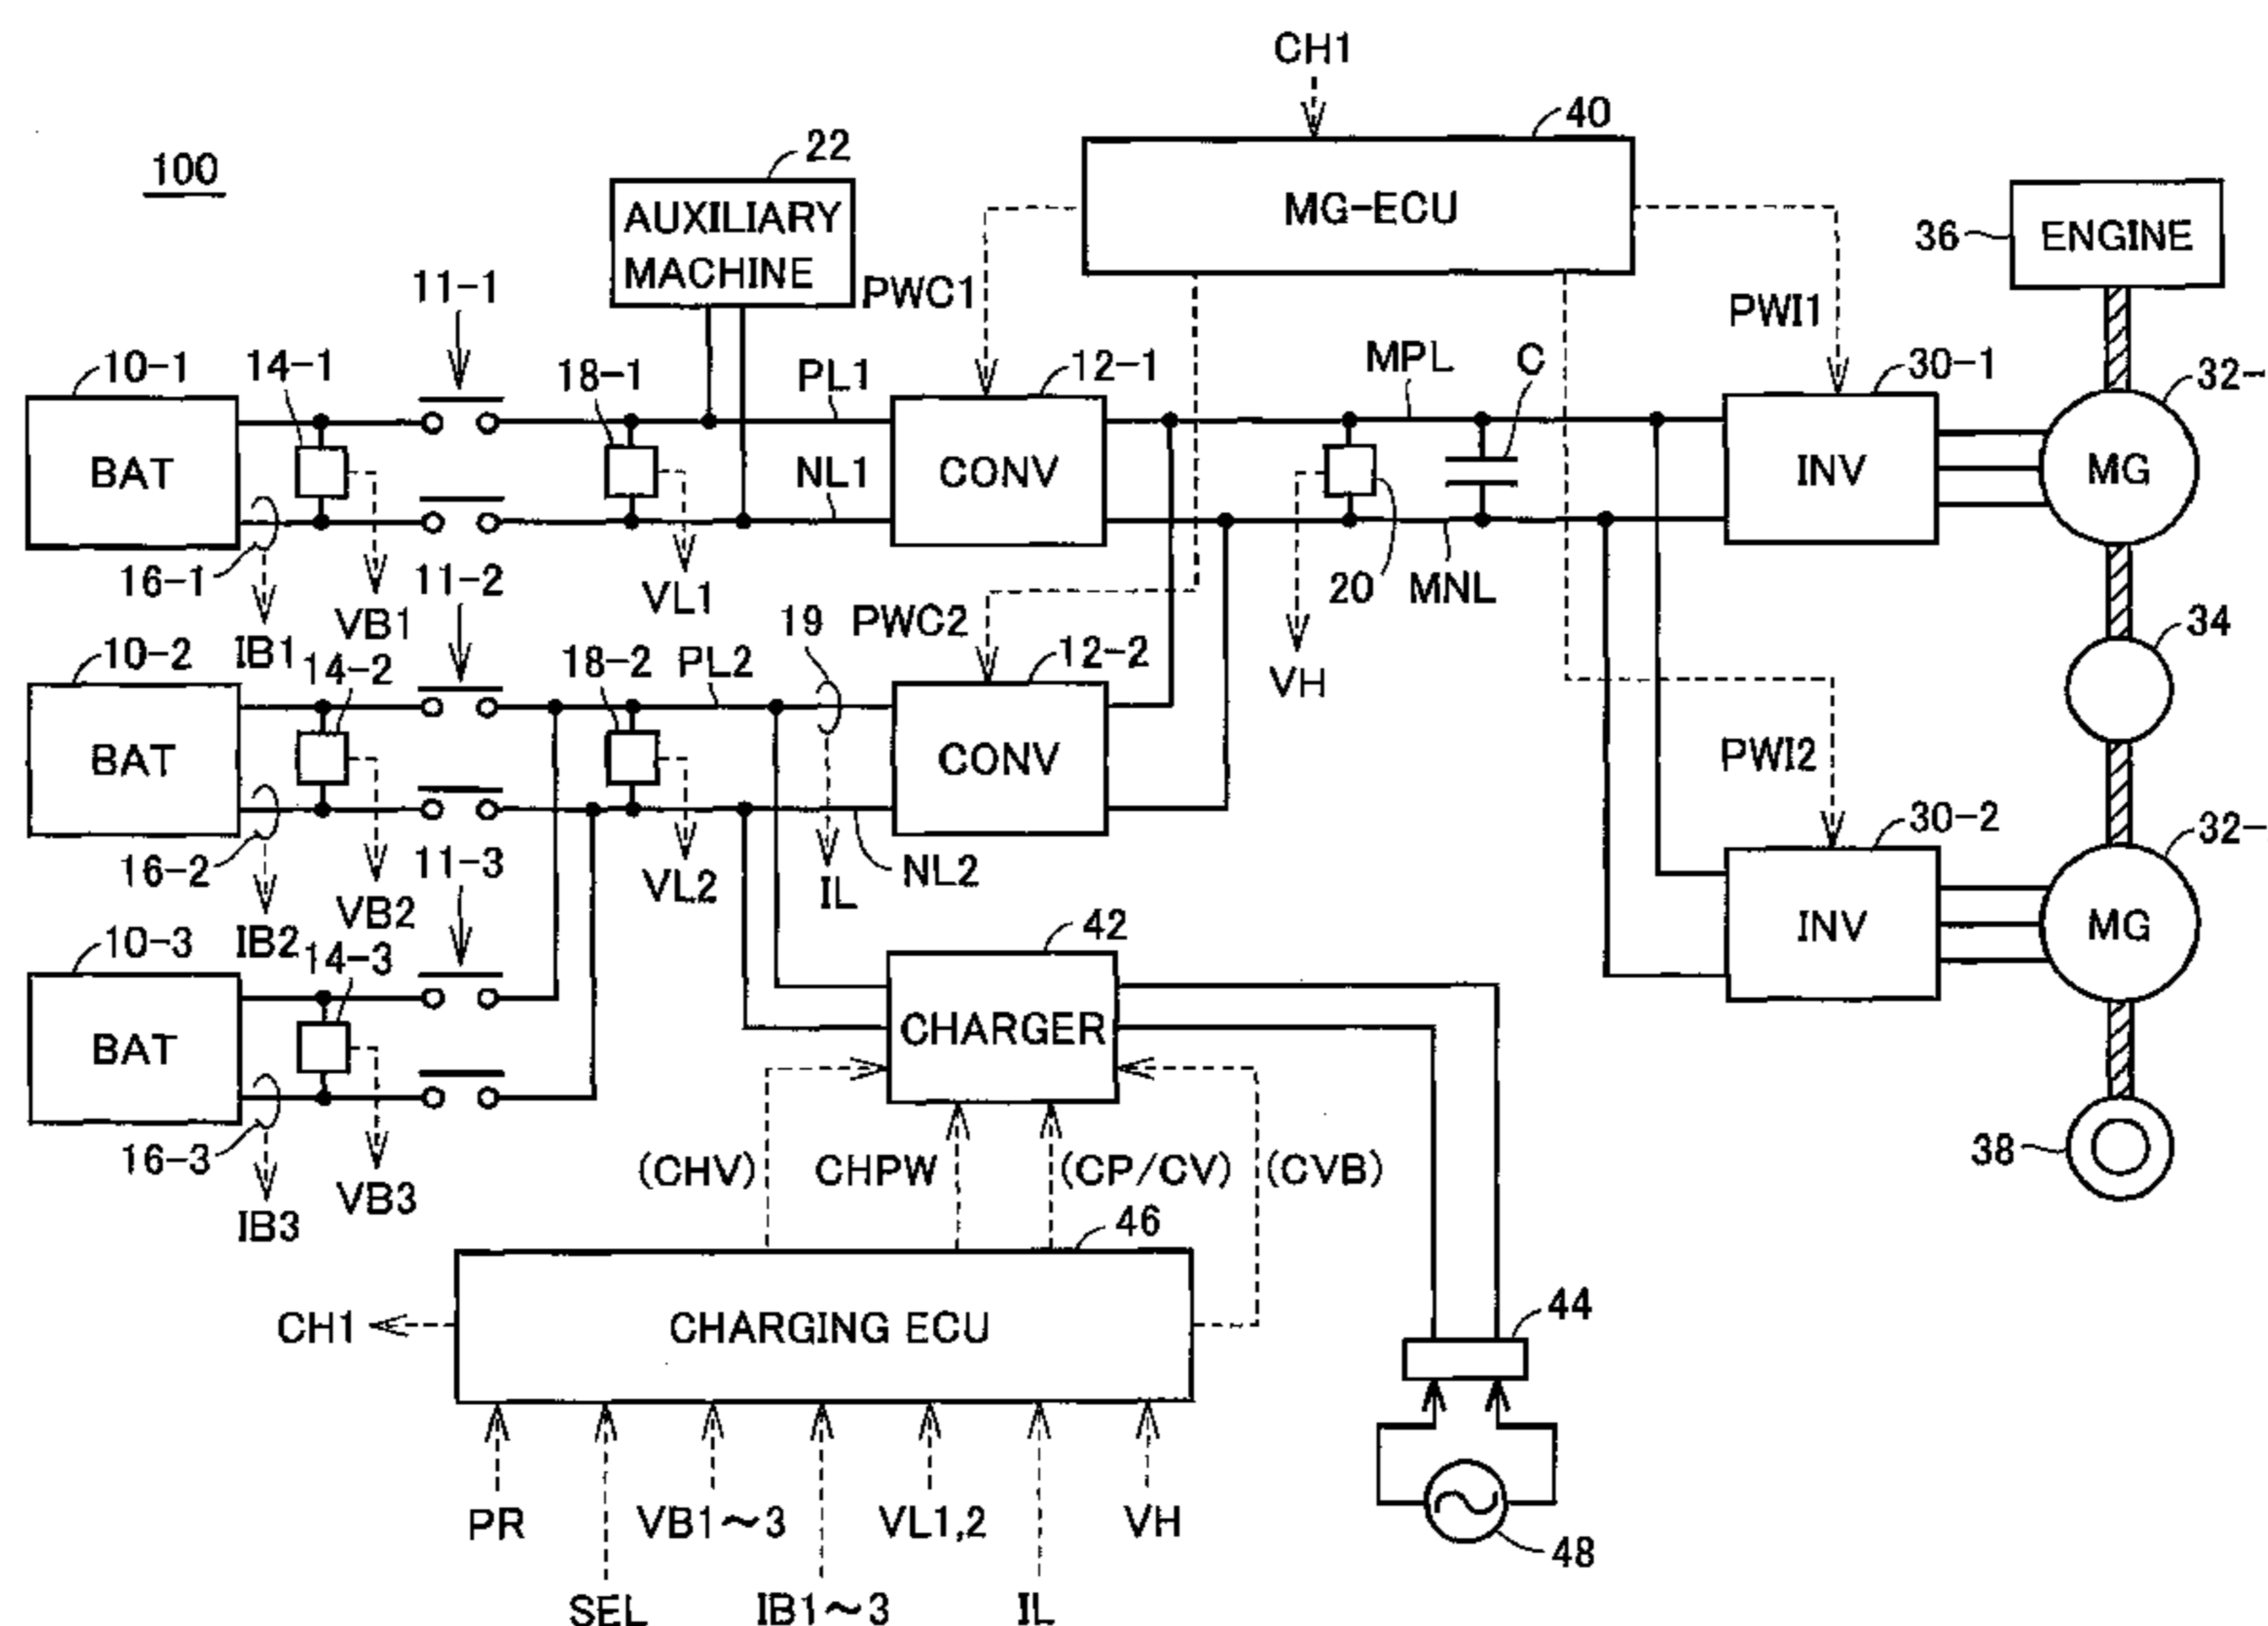 CH1
40
22
100
AUXILIARY
MACHINE
MG-ECU
36
ENGINE
11-1
PWC1
PWI1
10-1
14-1
18-1
PL1
12-1
MPL
C
30-1
32-
BAT
NL1
CONV
INV
MG
16-1
11-2
VL1
20
MNL
VB1
19
PWC2
34
10-2
IB1
14-2
18-2
PL2
12-2
VH
BAT
CONV
PWI2
16-2
11-3
VL2
IL
NL2
30-2
32-
VB2
10-3
IB2
14-3
42
INV
MG
BAT
CHARGER
16-3
VB3
(CHV)
CHPW
(CP/CV)
(CVB)
38
IB3
46
CH1
CHARGING ECU
44
PR
VB1~3
VL1,2
VH
48
SEL
IB1~3
IL